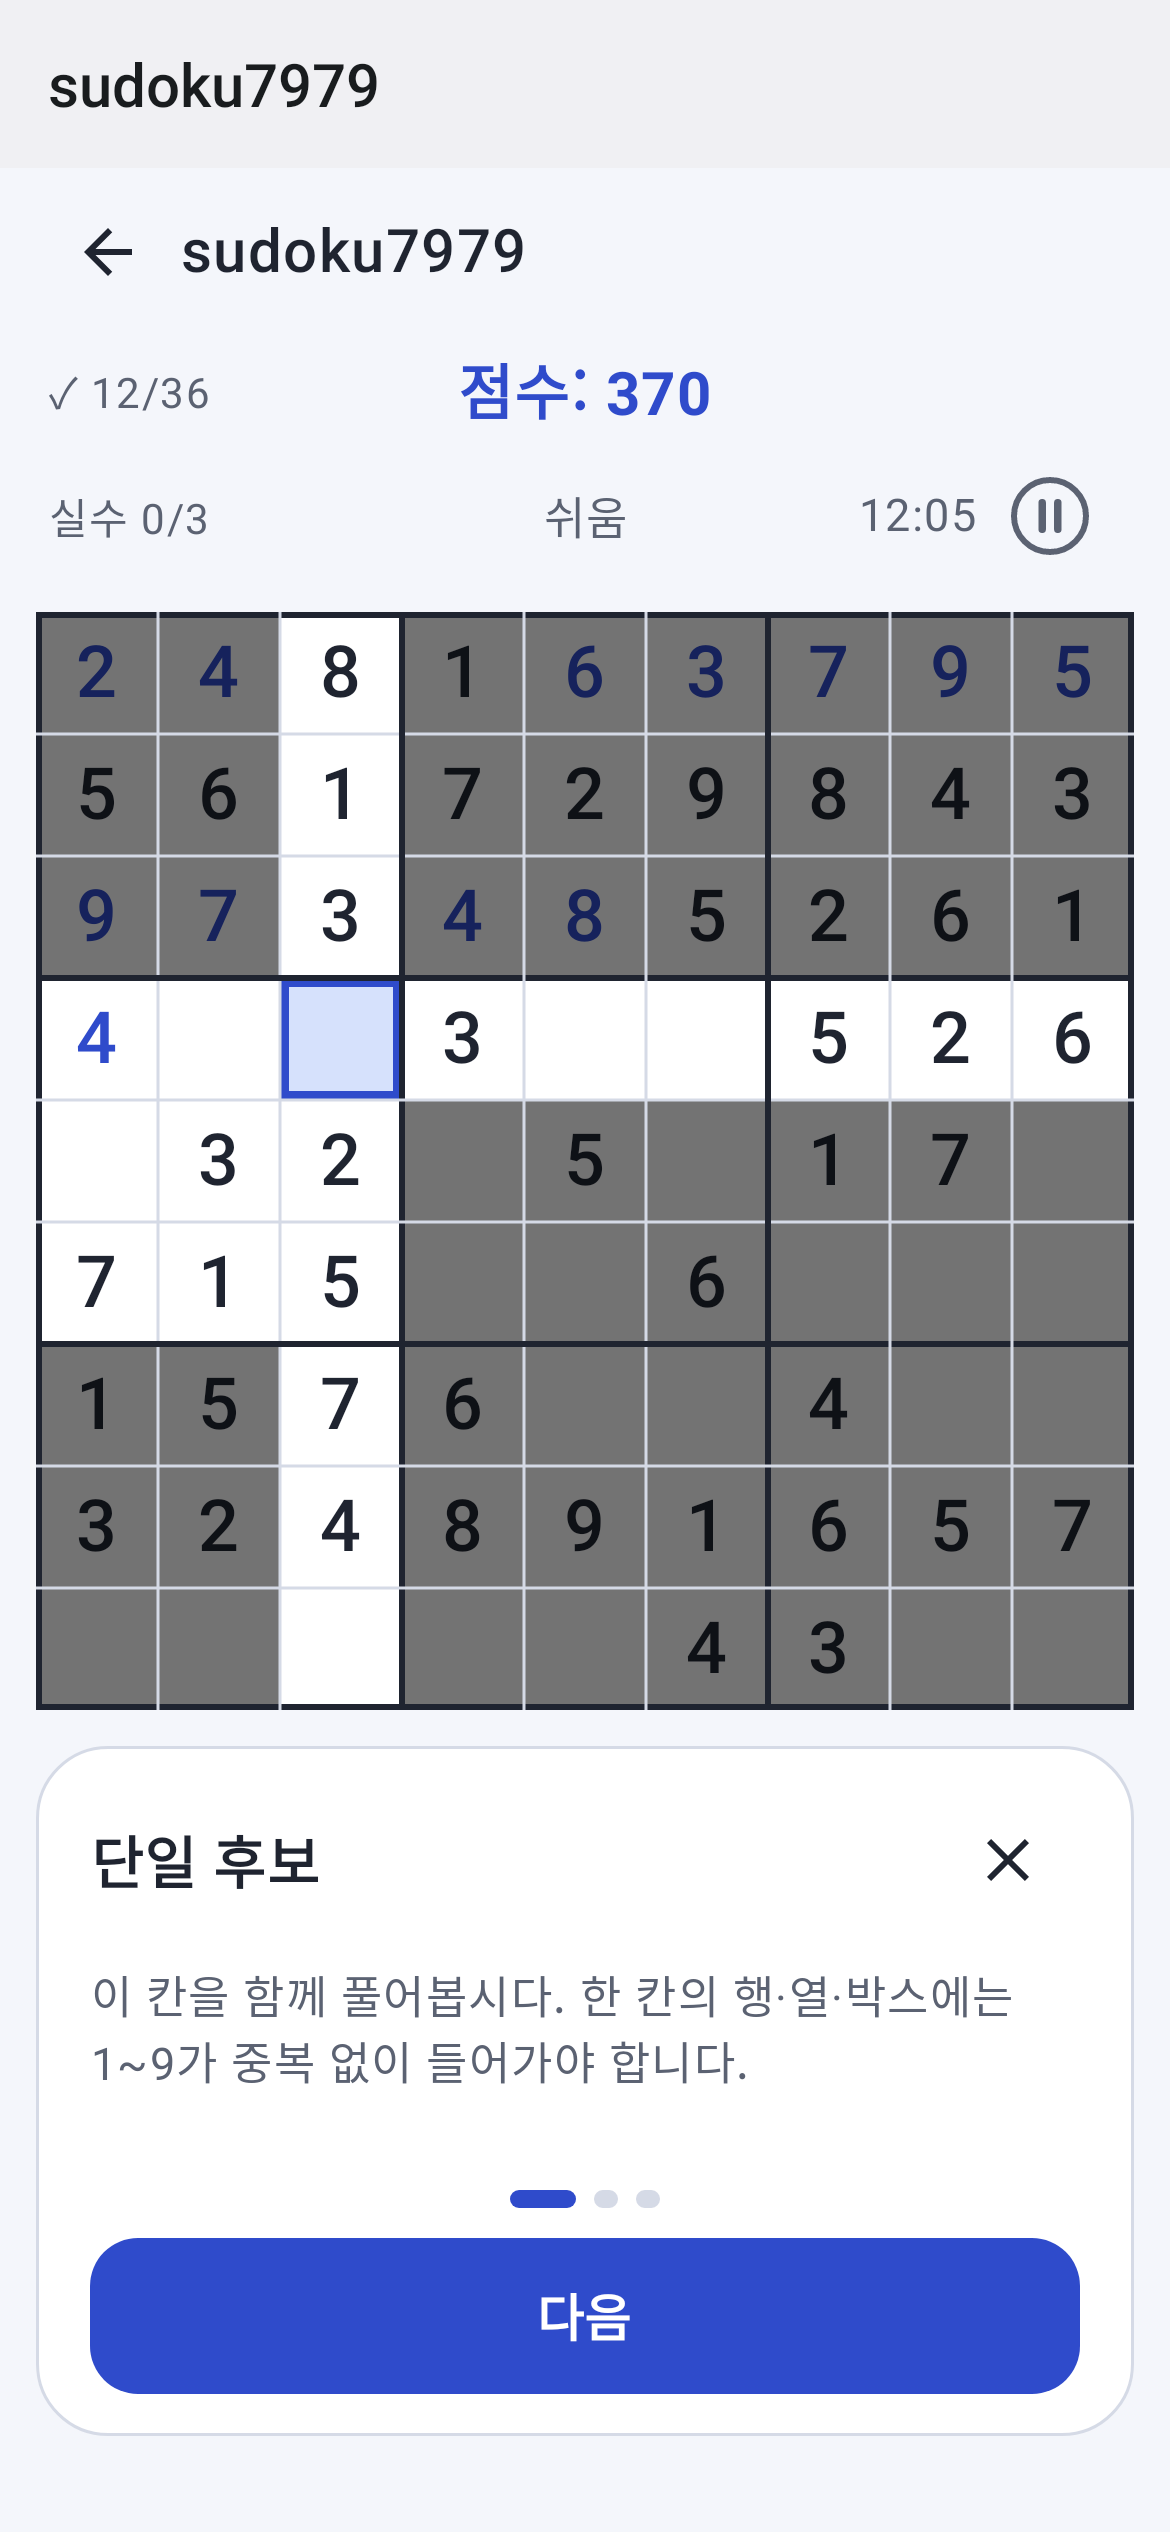 sudoku7979
sudoku7979
✓ 12/36
점수: 370
실수 0/3
쉬움
12:05
2 4 8 1 6 3 7 9 5
5 6 1 7 2 9 8 4 3
9 7 3 4 8 5 2 6 1
4 3 5 2 6
3 2 5 1 7
7 1 5 6
1 5 7 6 4
3 2 4 8 9 1 6 5 7
4 3
단일 후보
이 칸을 함께 풀어봅시다. 한 칸의 행·열·박스에는
1~9가 중복 없이 들어가야 합니다.
다음